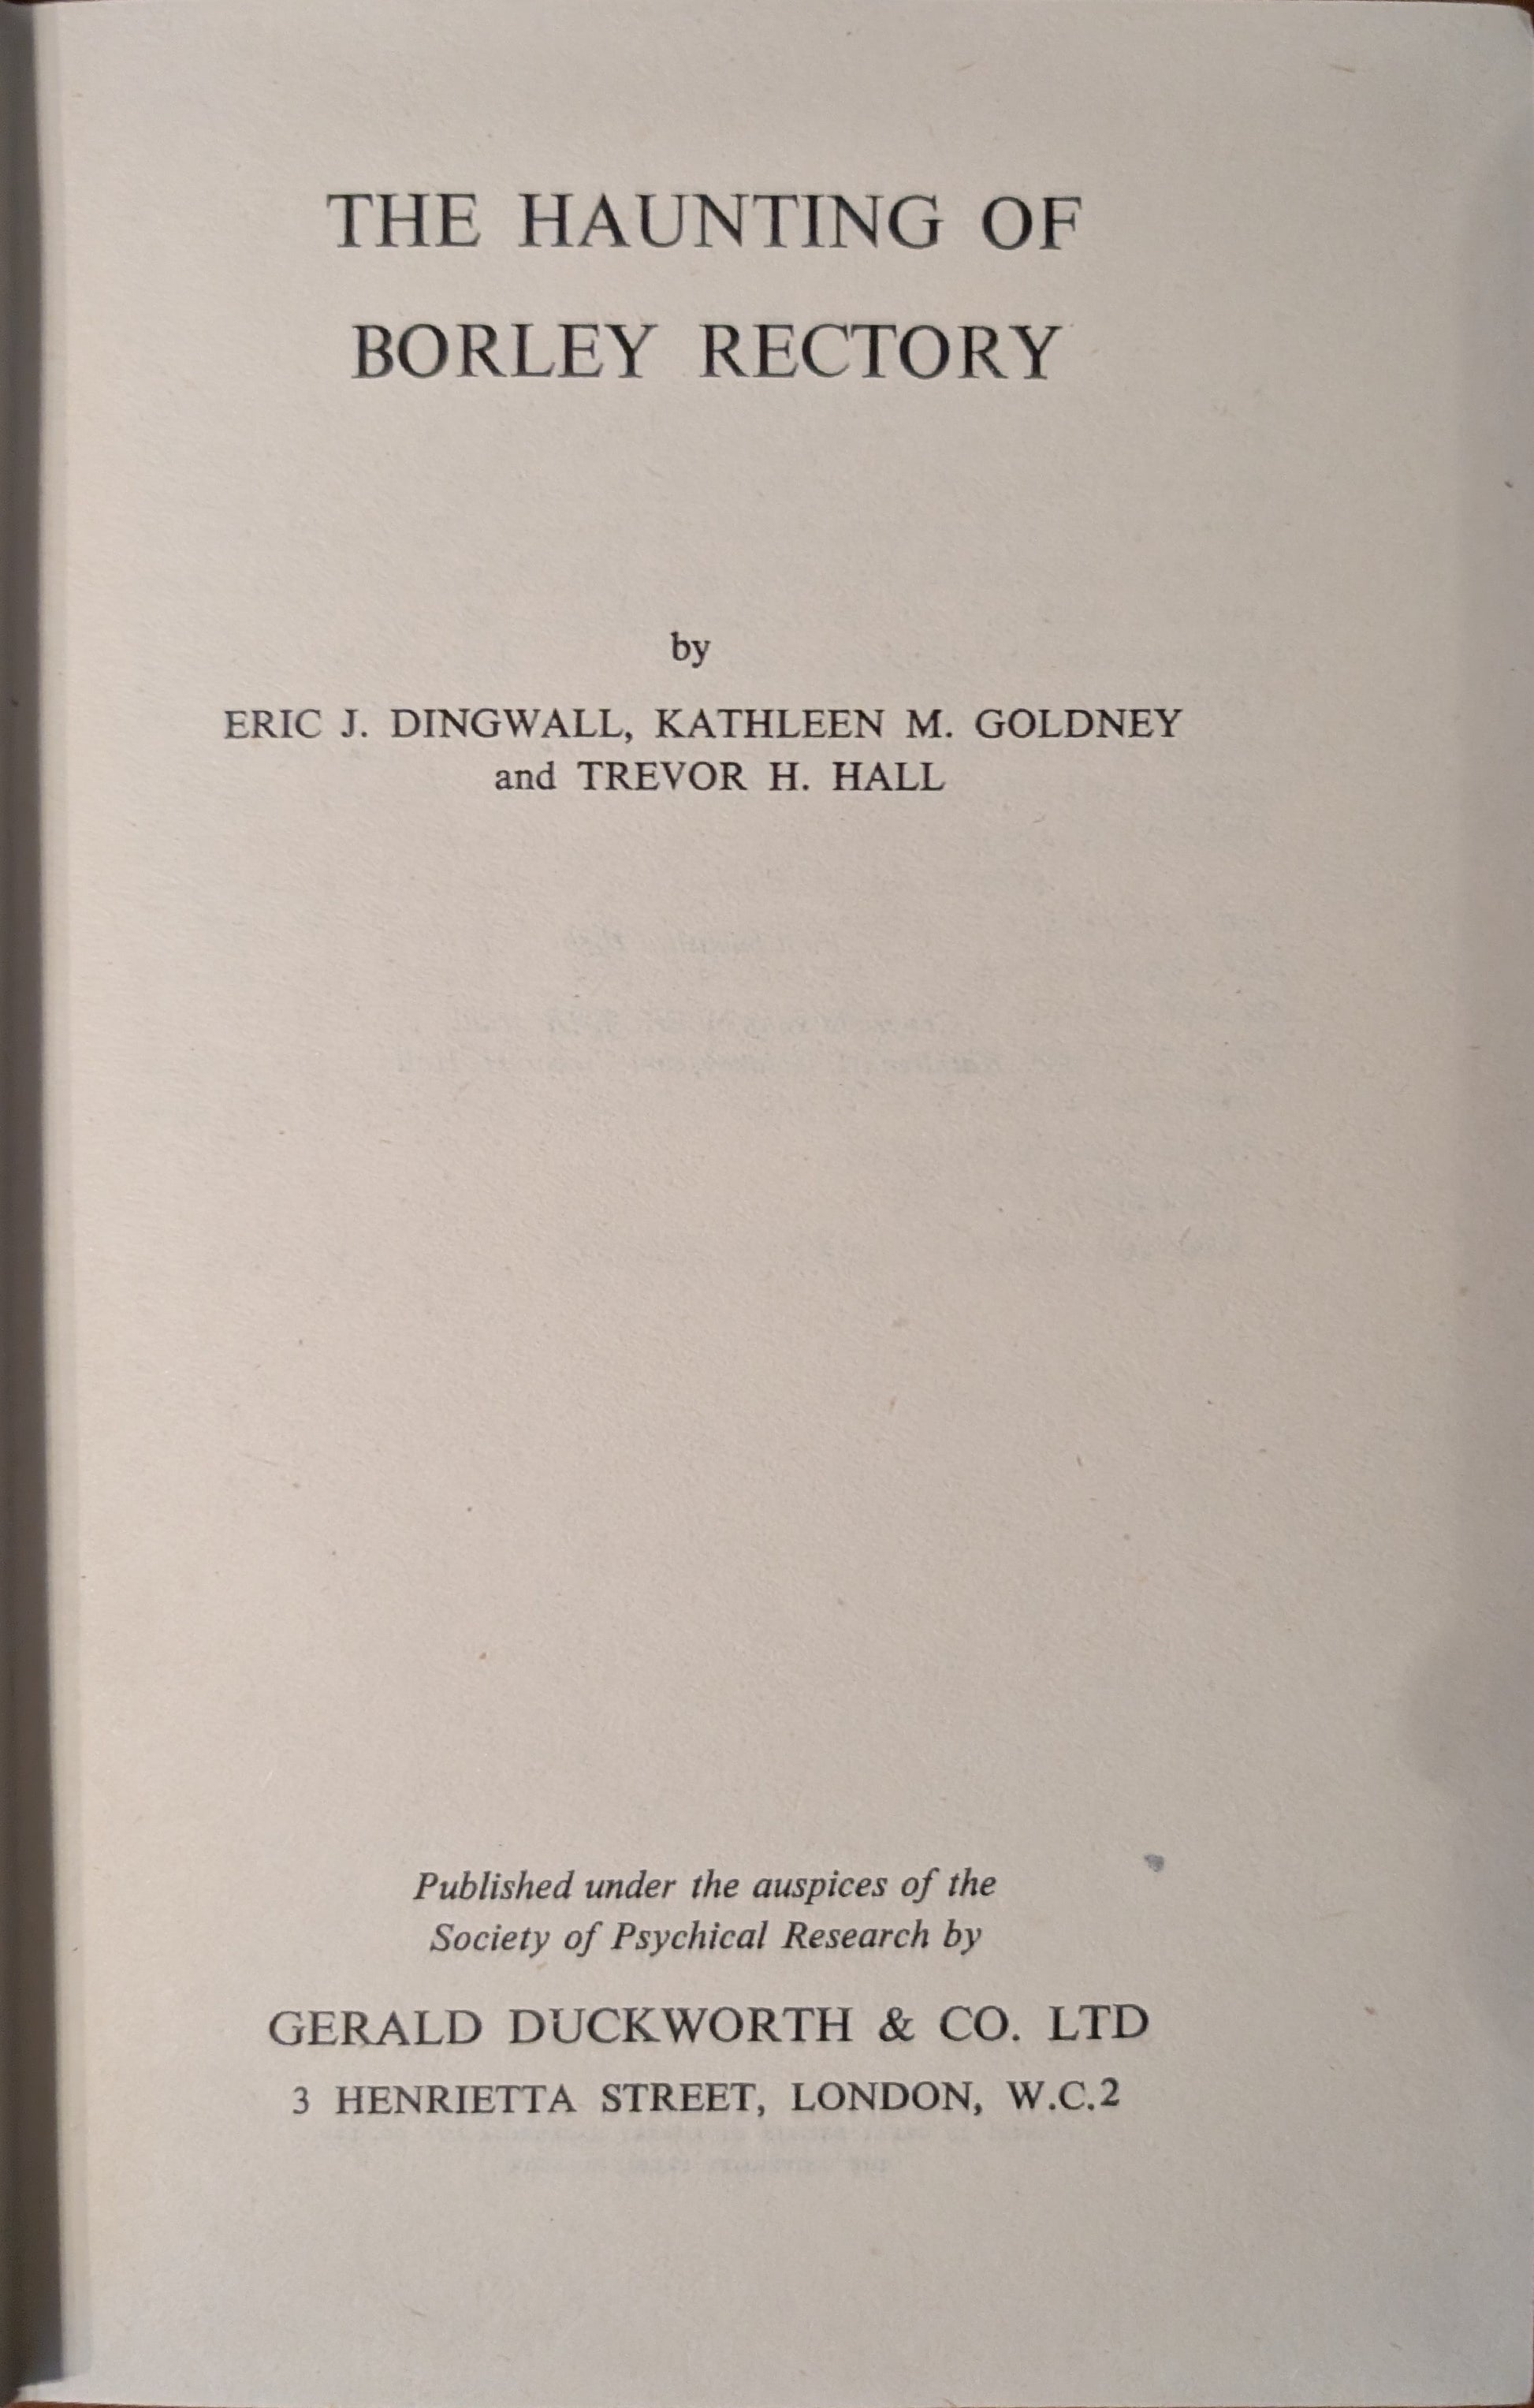 THE HAUNTING OF
BORLEY RECTORY
by
ERIC J. DINGWALL, KATHLEEN M. GOLDNEY
and TREVOR H. HALL
Published under the auspices of the
Society of Psychical Research by
GERALD DUCKWORTH & CO. LTD
3 HENRIETTA STREET, LONDON, W.C.2